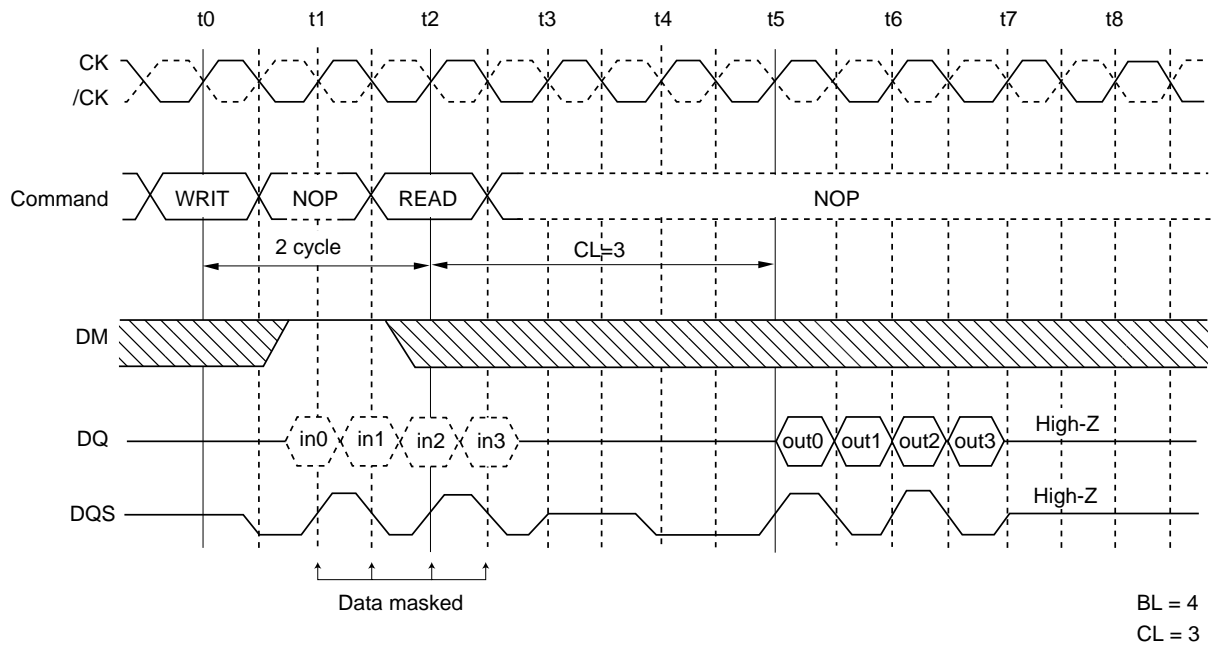 t0 t1 t2 t3 t4 t5 t6 t7 t8
CK
/CK
Command WRIT NOP READ NOP
2 cycle CL=3
DM
DQ in0 in1 in2 in3 out0 out1 out2 out3 High-Z
DQS High-Z
Data masked
BL = 4
CL = 3